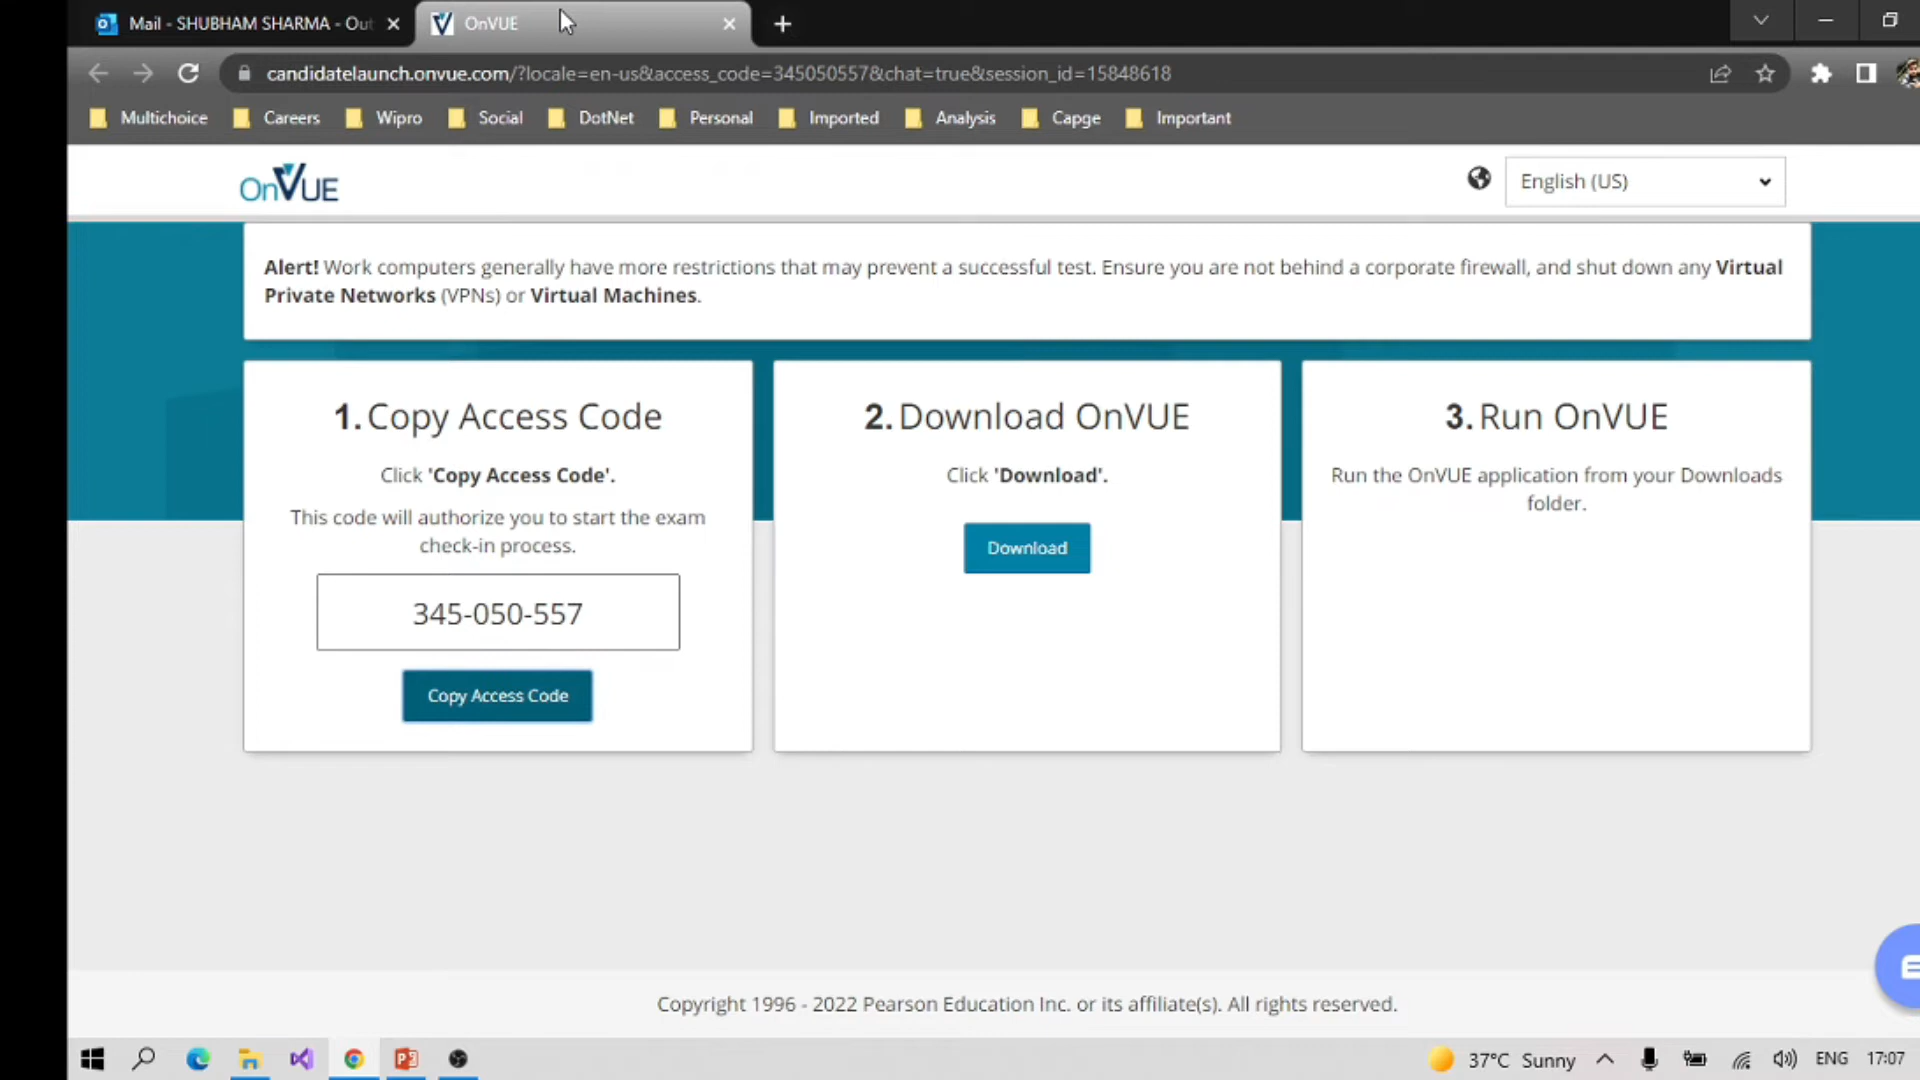 Mail - SHUBHAM SHARMA - Out
OnVUE
candidatelaunch.onvue.com/?locale=en-us&access_code=345050557&chat=true&session_id=15848618
Multichoice Careers Wipro Social DotNet Personal Imported Analysis Capge Important
OnVUE
English (US)
Alert! Work computers generally have more restrictions that may prevent a successful test. Ensure you are not behind a corporate firewall, and shut down any Virtual
Private Networks (VPNs) or Virtual Machines.
1. Copy Access Code
Click 'Copy Access Code'.
This code will authorize you to start the exam
check-in process.
345-050-557
Copy Access Code
2. Download OnVUE
Click 'Download'.
Download
3. Run OnVUE
Run the OnVUE application from your Downloads
folder.
Copyright 1996 - 2022 Pearson Education Inc. or its affiliate(s). All rights reserved.
37°C Sunny ENG 17:07